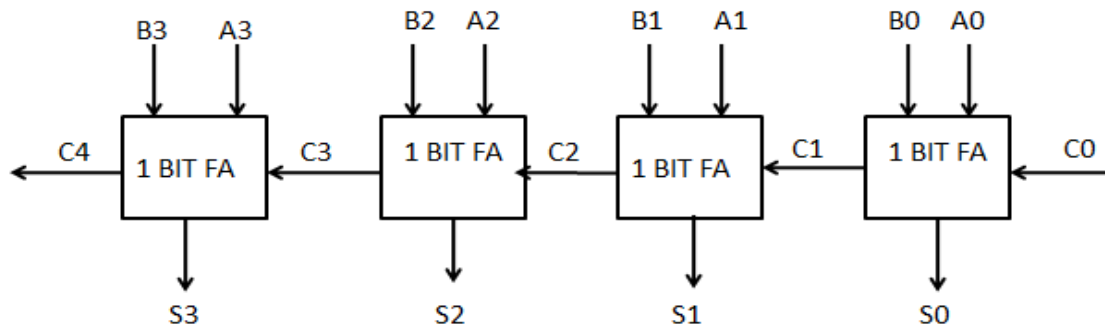 B3 A3 B2 A2 B1 A1 B0 A0
C4 1 BIT FA C3 1 BIT FA C2 1 BIT FA C1 1 BIT FA C0
S3 S2 S1 S0